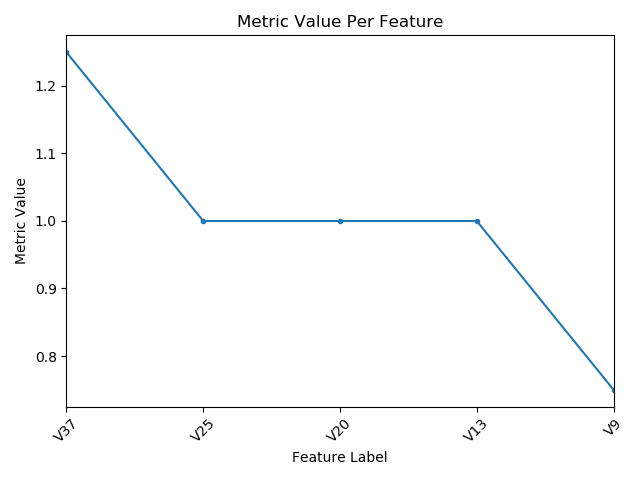 Metric Value Per Feature
1.2
1.1
1.0
0.9
0.8
Metric Value
V37
V25
V20
V13
V9
Feature Label